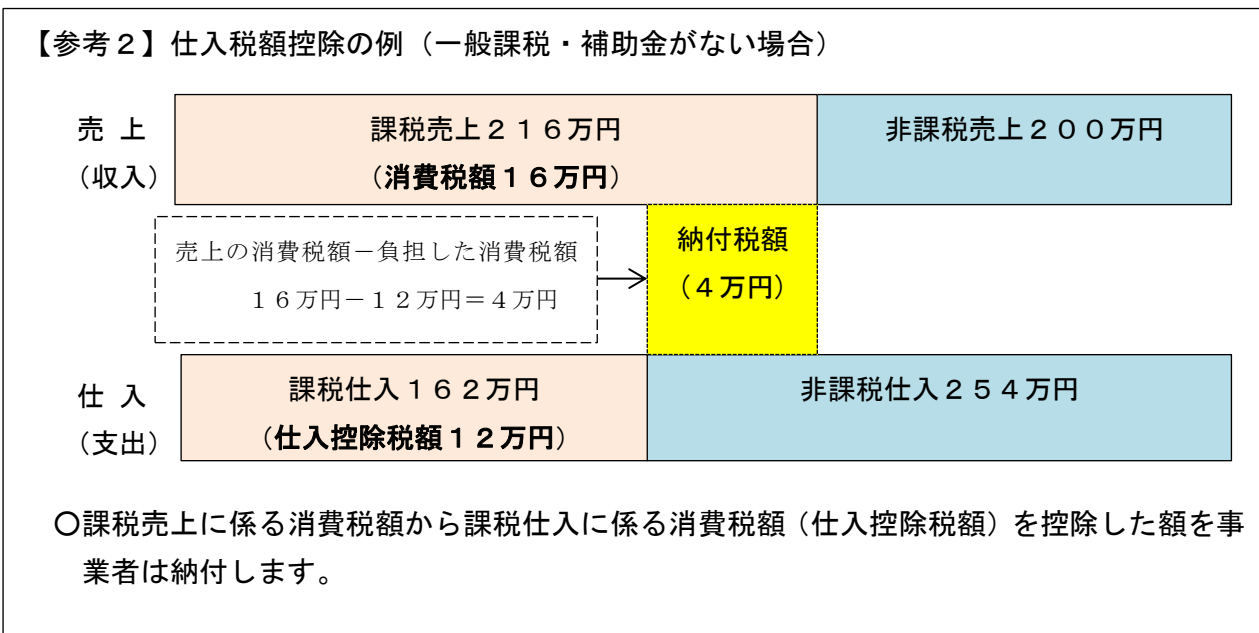 【参考２】仕入税額控除の例（一般課税・補助金がない場合）
売 上
（収入）
課税売上２１６万円
（消費税額１６万円）
非課税売上２００万円
売上の消費税額－負担した消費税額
１６万円－１２万円＝４万円
納付税額
（４万円）
仕 入
（支出）
課税仕入１６２万円
（仕入控除税額１２万円）
非課税仕入２５４万円
〇課税売上に係る消費税額から課税仕入に係る消費税額（仕入控除税額）を控除した額を事
業者は納付します。